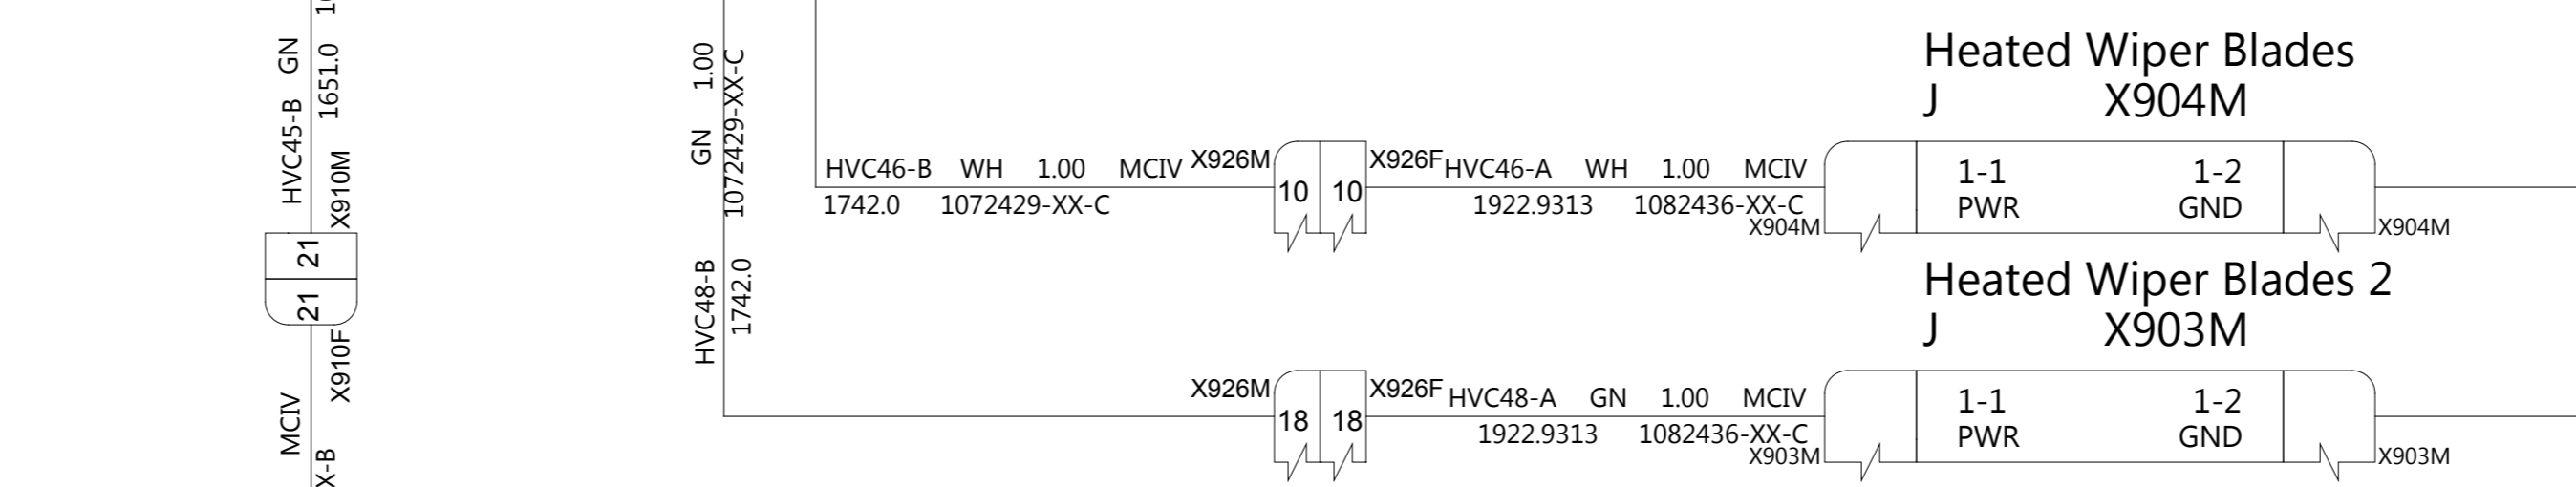 HVC45-B GN
1651.0
X910M
21
21
X910F
MCIV
X-B
GN 1.00
1072429-XX-C
HVC48-B
1742.0
HVC46-B WH 1.00 MCIV
1742.0 1072429-XX-C
X926M
10
10
X926F
HVC46-A WH 1.00 MCIV
1922.9313 1082436-XX-C
X904M
Heated Wiper Blades
J X904M
1-1 1-2
PWR GND
X904M
X926M
18
18
X926F
HVC48-A GN 1.00 MCIV
1922.9313 1082436-XX-C
X903M
Heated Wiper Blades 2
J X903M
1-1 1-2
PWR GND
X903M